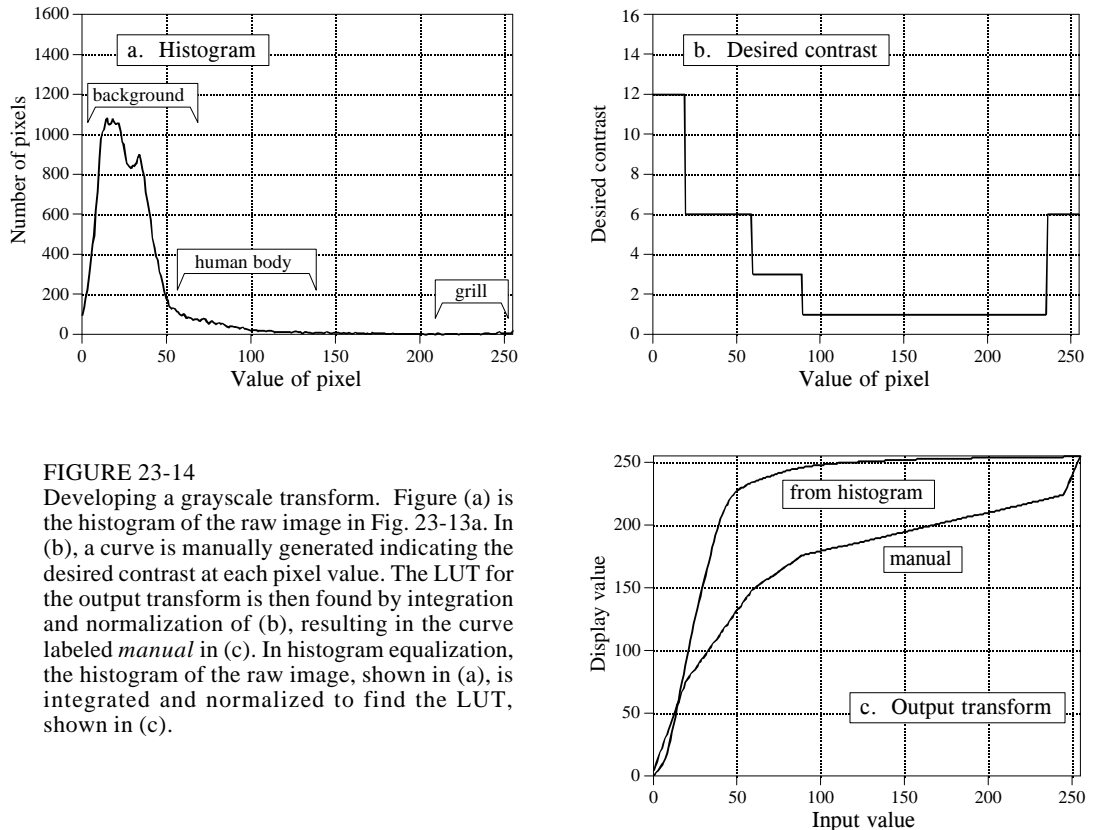 a. Histogram
Number of pixels
1600
1400
1200
1000
800
600
400
200
0
background
human body
grill
0 50 100 150 200 250
Value of pixel
b. Desired contrast
Desired contrast
16
14
12
10
8
6
4
2
0
0 50 100 150 200 250
Value of pixel
FIGURE 23-14
Developing a grayscale transform. Figure (a) is
the histogram of the raw image in Fig. 23-13a. In
(b), a curve is manually generated indicating the
desired contrast at each pixel value. The LUT for
the output transform is then found by integration
and normalization of (b), resulting in the curve
labeled manual in (c). In histogram equalization,
the histogram of the raw image, shown in (a), is
integrated and normalized to find the LUT,
shown in (c).
Display value
250
200
150
100
50
0
from histogram
manual
c. Output transform
0 50 100 150 200 250
Input value